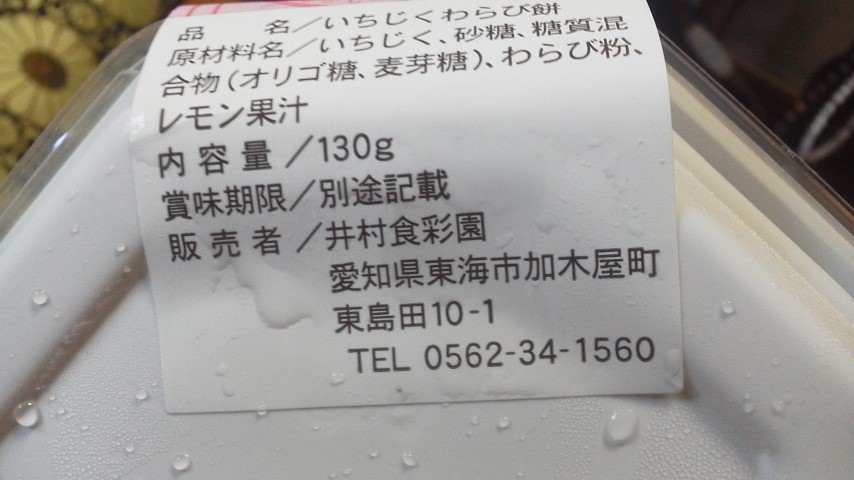 品名／いちじくわらび餅
原材料名／いちじく、砂糖、糖質混
合物(オリゴ糖、麦芽糖)、わらび粉、
レモン果汁
内容量／130g
賞味期限／別途記載
販売者／井村食彩園
愛知県東海市加木屋町
東島田10-1
TEL 0562-34-1560